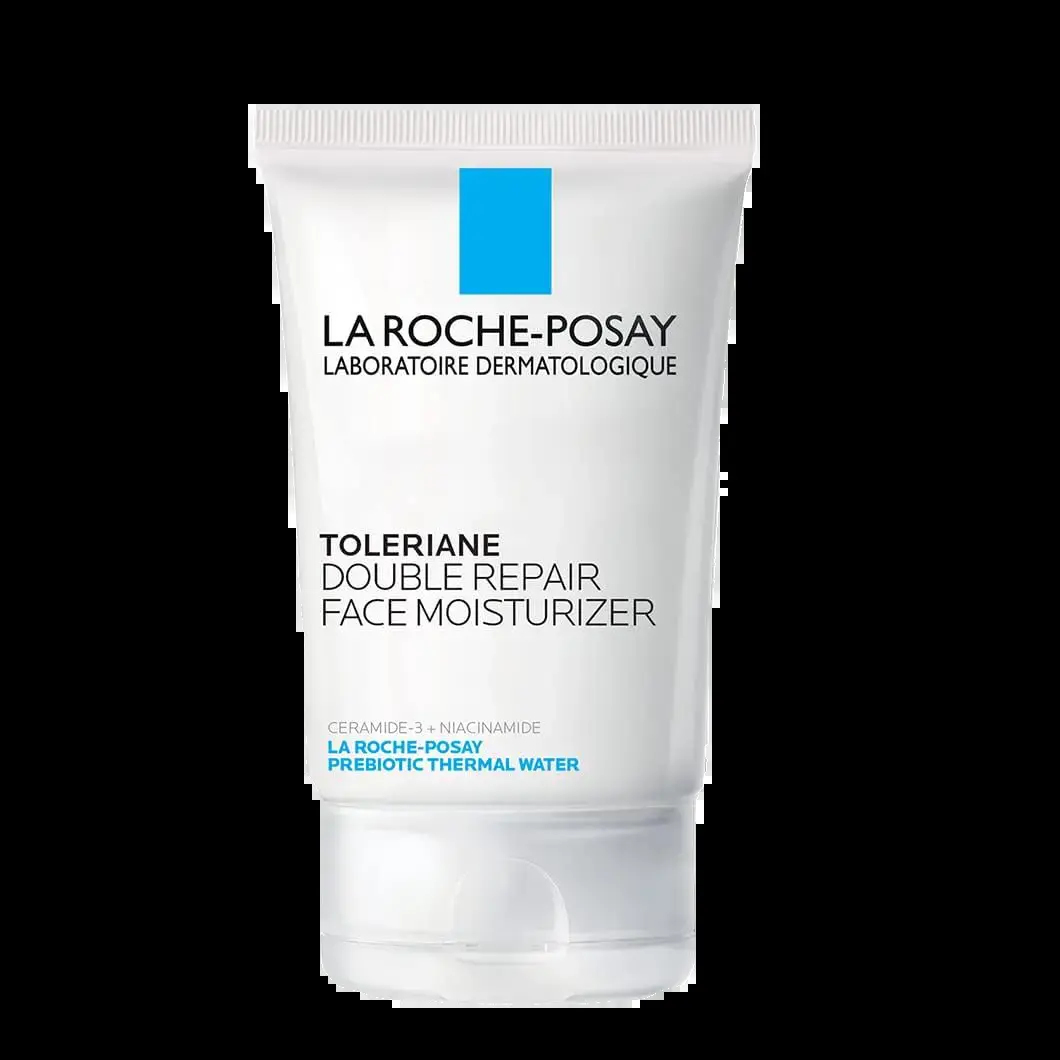 LA ROCHE-POSAY
LABORATOIRE DERMATOLOGIQUE
TOLERIANE
DOUBLE REPAIR
FACE MOISTURIZER
CERAMIDE-3 + NIACINAMIDE
LA ROCHE-POSAY
PREBIOTIC THERMAL WATER